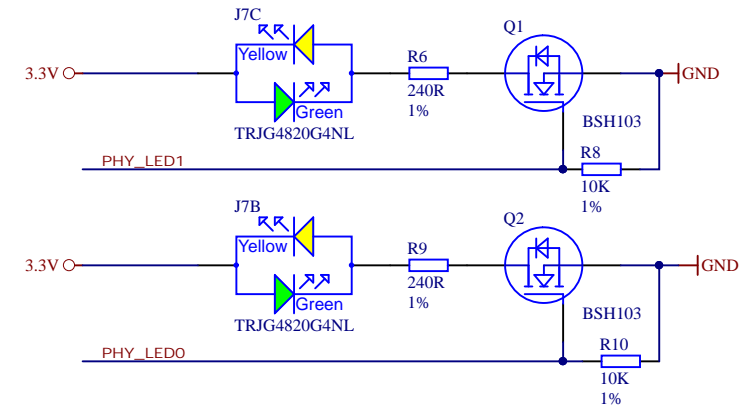 J7C
Yellow
Green
TRJG4820G4NL
3.3V
R6
240R
1%
Q1
BSH103
GND
PHY_LED1
R8
10K
1%
J7B
Yellow
Green
TRJG4820G4NL
3.3V
R9
240R
1%
Q2
BSH103
GND
PHY_LED0
R10
10K
1%